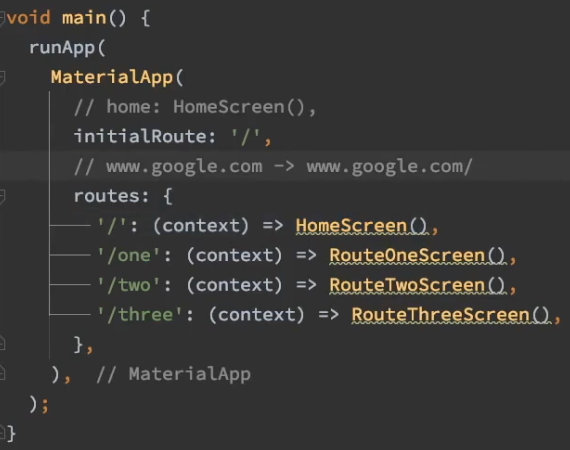 void main() {
  runApp(
    MaterialApp(
      // home: HomeScreen(),
      initialRoute: '/',
      // www.google.com -> www.google.com/
      routes: {
        '/': (context) => HomeScreen(),
        '/one': (context) => RouteOneScreen(),
        '/two': (context) => RouteTwoScreen(),
        '/three': (context) => RouteThreeScreen(),
      },
    ),  // MaterialApp
  );
}